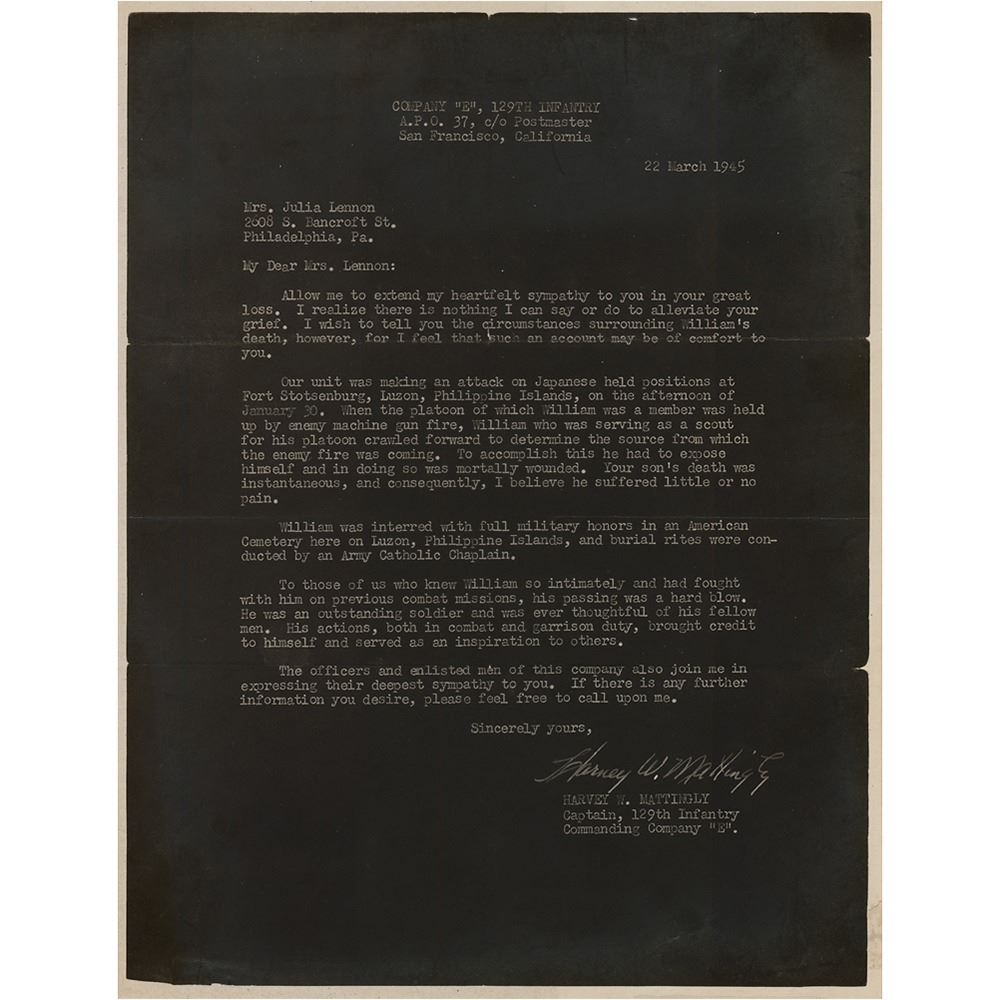 COMPANY "E", 129TH INFANTRY
A.P.O. 37, c/o Postmaster
San Francisco, California
22 March 1945
Mrs. Julia Lennon
2608 S. Bancroft St.
Philadelphia, Pa.
My Dear Mrs. Lennon:
Allow me to extend my heartfelt sympathy to you in your great
loss. I realize there is nothing I can say or do to alleviate your
grief. I wish to tell you the circumstances surrounding William's
death, however, for I feel that such an account may be of comfort to
you.
Our unit was making an attack on Japanese held positions at
Fort Stotsenburg, Luzon, Philippine Islands, on the afternoon of
January 30. When the platoon of which William was a member was held
up by enemy machine gun fire, William who was serving as a scout
for his platoon crawled forward to determine the source from which
the enemy fire was coming. To accomplish this he had to expose
himself and in doing so was mortally wounded. Your son's death was
instantaneous, and consequently, I believe he suffered little or no
pain.
William was interred with full military honors in an American
Cemetery here on Luzon, Philippine Islands, and burial rites were con-
ducted by an Army Catholic Chaplain.
To those of us who knew William so intimately and had fought
with him on previous combat missions, his passing was a hard blow.
He was an outstanding soldier and was ever thoughtful of his fellow
men. His actions, both in combat and garrison duty, brought credit
to himself and served as an inspiration to others.
The officers and enlisted men of this company also join me in
expressing their deepest sympathy to you. If there is any further
information you desire, please feel free to call upon me.
Sincerely yours,
Harvey W. Mattingly
HARVEY W. MATTINGLY
Captain, 129th Infantry
Commanding Company "E".